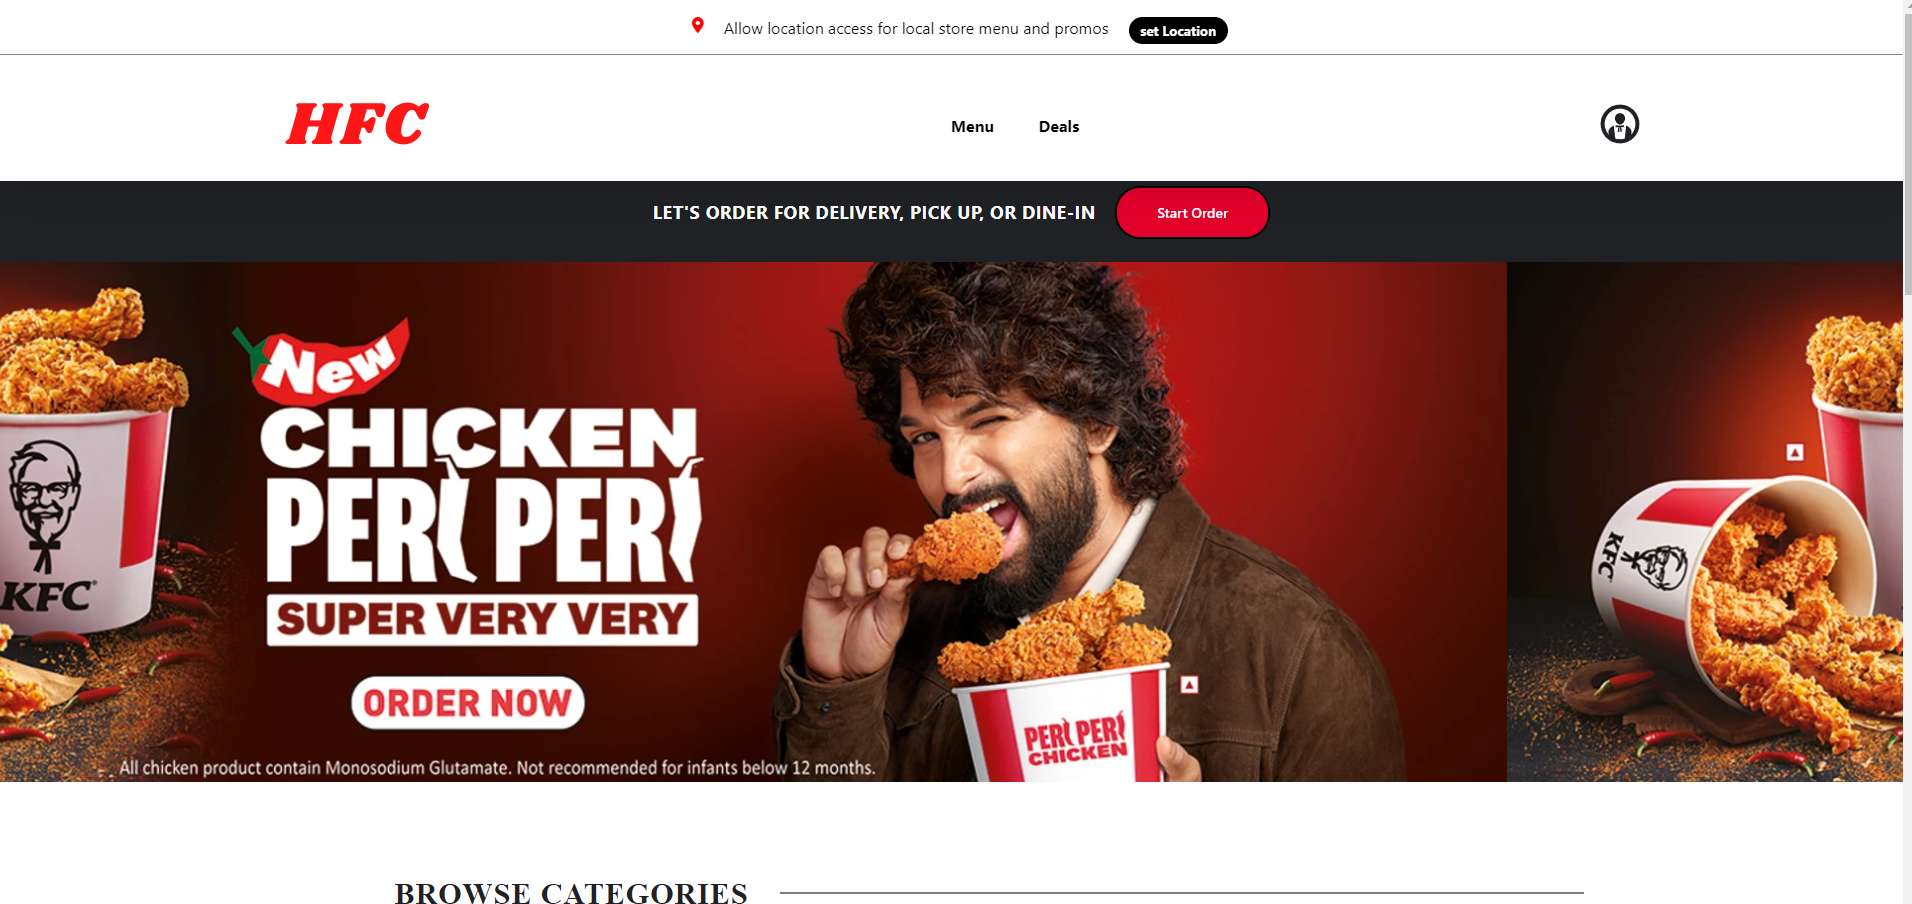 Allow location access for local store menu and promos
set Location
HFC
Menu
Deals
LET'S ORDER FOR DELIVERY, PICK UP, OR DINE-IN
Start Order
New
CHICKEN
PERI PERI
SUPER VERY VERY
ORDER NOW
All chicken product contain Monosodium Glutamate. Not recommended for infants below 12 months.
KFC
PERI PERI
CHICKEN
KFC
BROWSE CATEGORIES